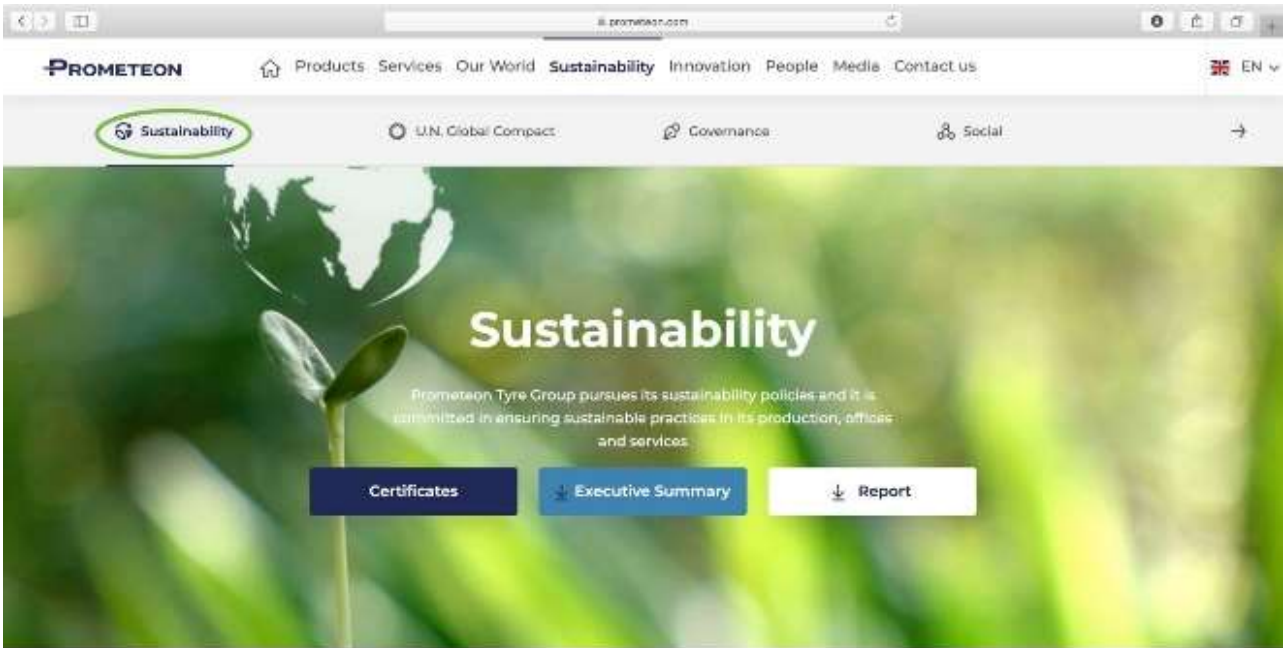 prometeon.com
PROMETEON Products Services Our World Sustainability Innovation People Media Contact us EN
Sustainability U.N. Global Compact Governance Social
Sustainability
Prometeon Tyre Group pursues its sustainability policies and it is
committed in ensuring sustainable practices in its production, offices
and services
Certificates Executive Summary Report